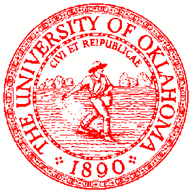 THE UNIVERSITY OF OKLAHOMA
CIVI ET REIPUBLICAE
1890